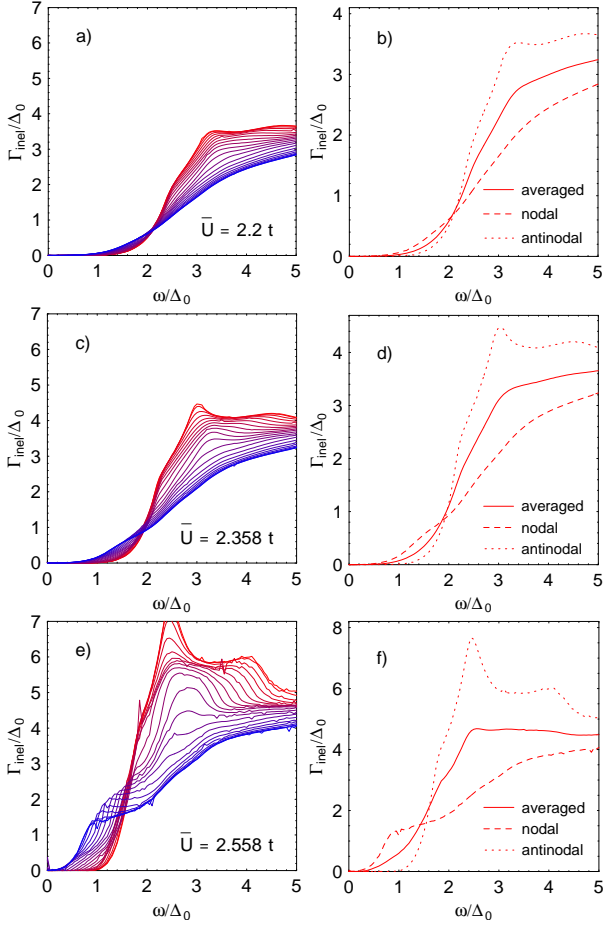 a)
7
6
5
4
3
2
1
0
0 1 2 3 4 5
Γinel/Δ0
ω/Δ0
U̅ = 2.2 t
b)
4
3
2
1
0
0 1 2 3 4 5
Γinel/Δ0
ω/Δ0
averaged
nodal
antinodal
c)
7
6
5
4
3
2
1
0
0 1 2 3 4 5
Γinel/Δ0
ω/Δ0
U̅ = 2.358 t
d)
4
3
2
1
0
0 1 2 3 4 5
Γinel/Δ0
ω/Δ0
averaged
nodal
antinodal
e)
7
6
5
4
3
2
1
0
0 1 2 3 4 5
Γinel/Δ0
ω/Δ0
U̅ = 2.558 t
f)
8
6
4
2
0
0 1 2 3 4 5
Γinel/Δ0
ω/Δ0
averaged
nodal
antinodal